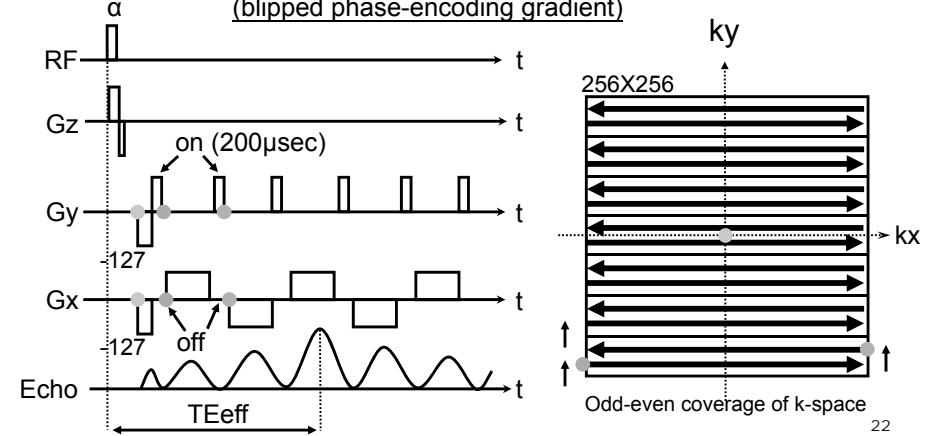 (blipped phase-encoding gradient)
α
RF
t
Gz
t
on (200μsec)
Gy
t
-127
Gx
t
-127
off
Echo
t
TEeff
ky
256X256
kx
Odd-even coverage of k-space
22